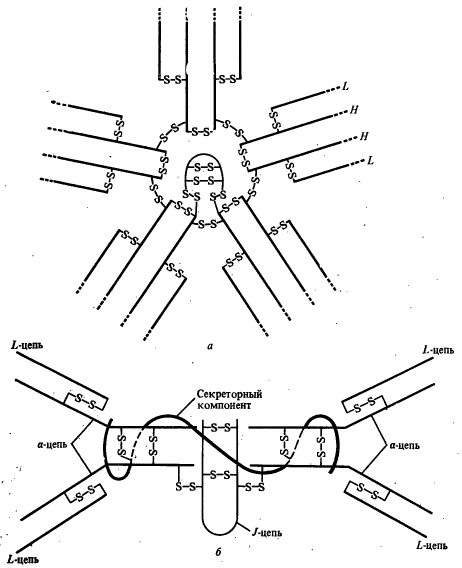 S-S S-S
L
H
S-S
H
L
а
L-цепь
L-цепь
Секреторный
компонент
S-S
S-S
S-S
α-цепь
α-цепь
S-S
S-S
S-S
S-S
S-S
J-цепь
L-цепь
б
L-цепь